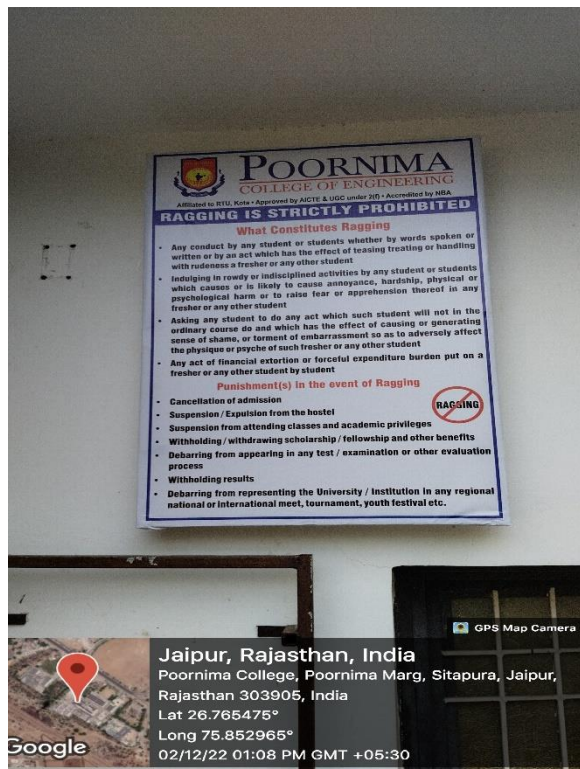 POORNIMA
COLLEGE OF ENGINEERING
Affiliated to RTU, Kota • Approved by AICTE & UGC under 2(f) • Accredited by NBA
RAGGING IS STRICTLY PROHIBITED
What Constitutes Ragging
• Any conduct by any student or students whether by words spoken or
written or by an act which has the effect of teasing treating or handling
with rudeness a fresher or any other student
• Indulging in rowdy or indisciplined activities by any student or students
which causes or is likely to cause annoyance, hardship, physical or
psychological harm or to raise fear or apprehension thereof in any
fresher or any other student
• Asking any student to do any act which such student will not in the
ordinary course do and which has the effect of causing or generating
sense of shame, or torment of embarrassment so as to adversely affect
the physique or psyche of such fresher or any other student
• Any act of financial extortion or forceful expenditure burden put on a
fresher or any other student by student
Punishment(s) in the event of Ragging
• Cancellation of admission
• Suspension / Expulsion from the hostel
RAGGING
• Suspension from attending classes and academic privileges
• Withholding / withdrawing scholarship / fellowship and other benefits
• Debarring from appearing in any test / examination or other evaluation
process
• Withholding results
• Debarring from representing the University / Institution in any regional
national or international meet, tournament, youth festival etc.
GPS Map Camera
Jaipur, Rajasthan, India
Poornima College, Poornima Marg, Sitapura, Jaipur,
Rajasthan 303905, India
Lat 26.765475°
Long 75.852965°
02/12/22 01:08 PM GMT +05:30
Google